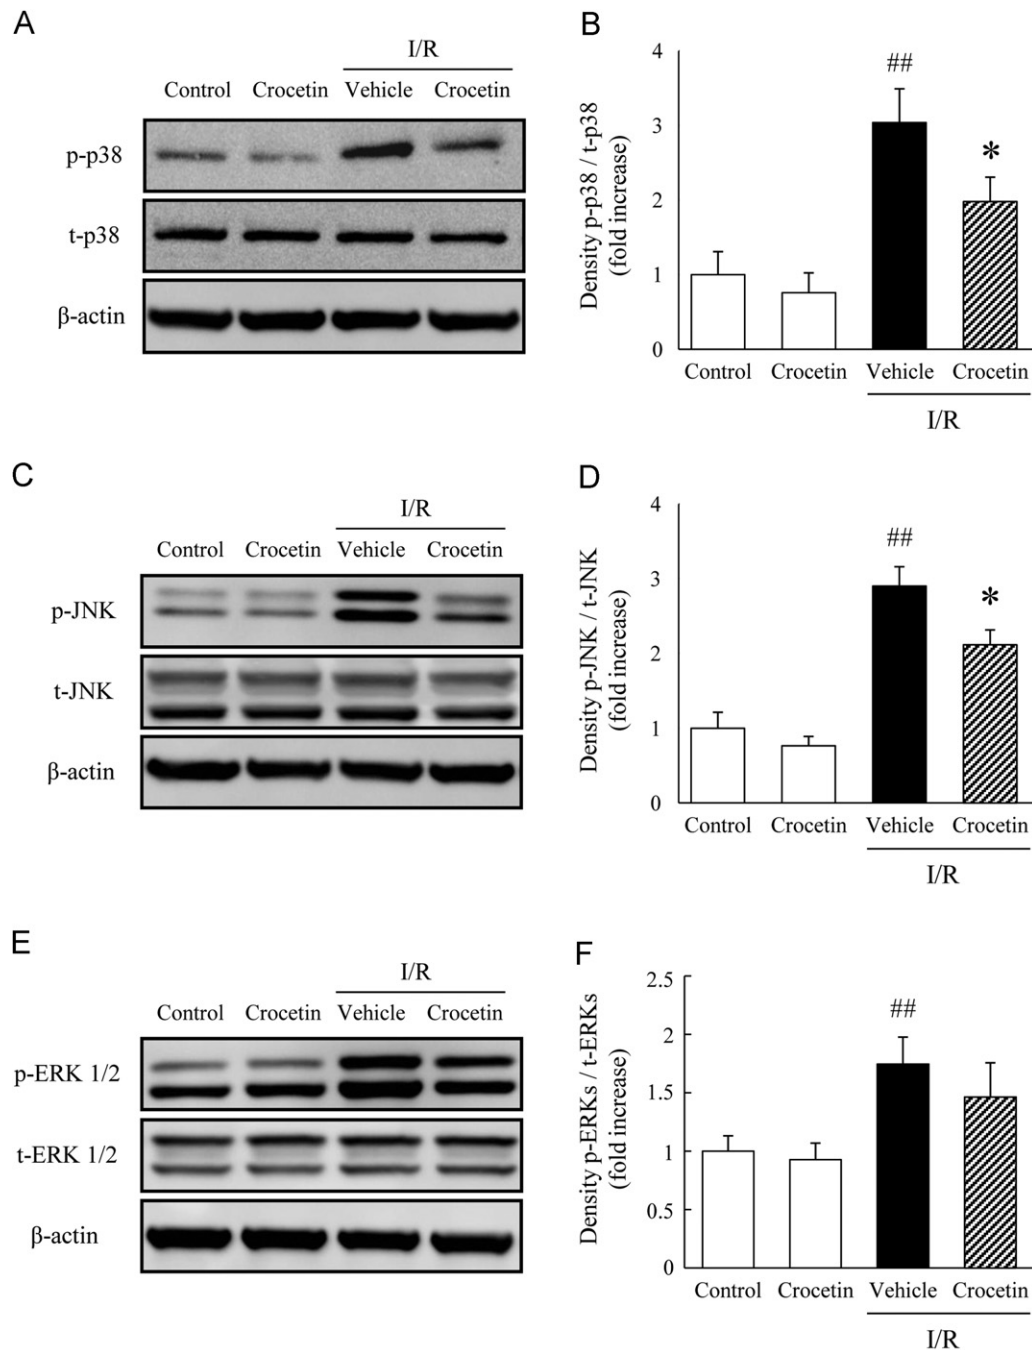 A
I/R
Control Crocetin Vehicle Crocetin
p-p38
t-p38
β-actin
B
Density p-p38 / t-p38
(fold increase)
4
3
2
1
0
##
*
Control Crocetin Vehicle Crocetin
I/R
C
I/R
Control Crocetin Vehicle Crocetin
p-JNK
t-JNK
β-actin
D
Density p-JNK / t-JNK
(fold increase)
4
3
2
1
0
##
*
Control Crocetin Vehicle Crocetin
I/R
E
I/R
Control Crocetin Vehicle Crocetin
p-ERK 1/2
t-ERK 1/2
β-actin
F
Density p-ERKs / t-ERKs
(fold increase)
2.5
2
1.5
1
0.5
0
##
Control Crocetin Vehicle Crocetin
I/R